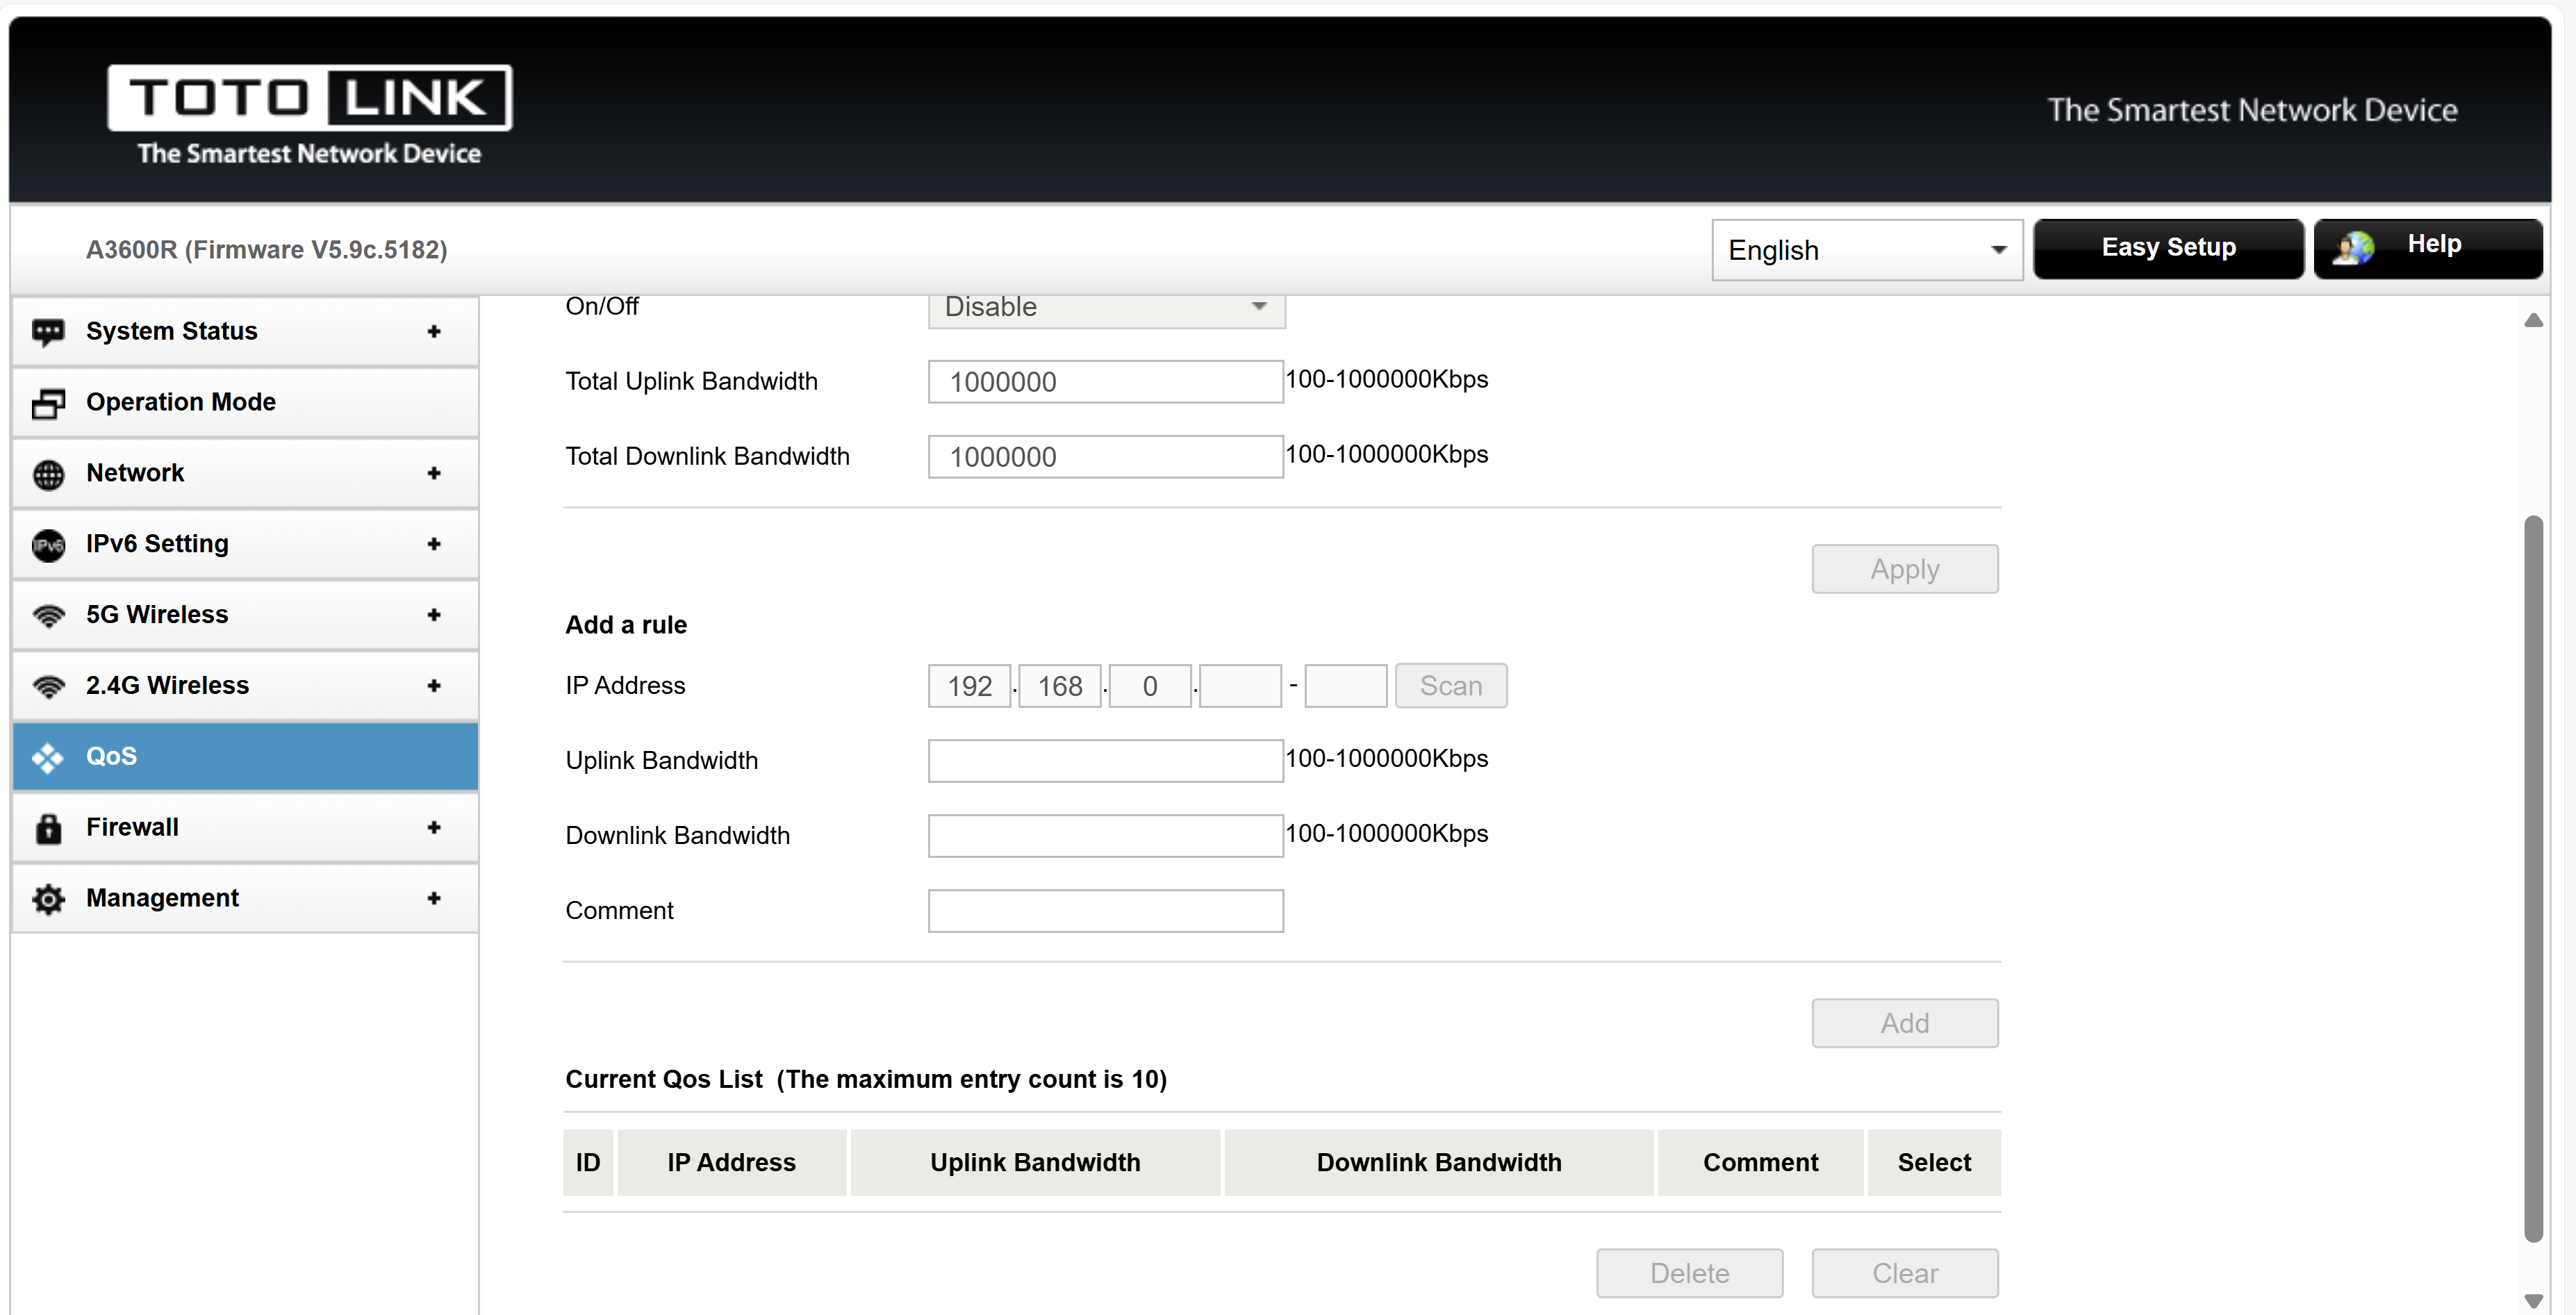 TOTO LINK
The Smartest Network Device
The Smartest Network Device
A3600R (Firmware V5.9c.5182)
English
Easy Setup
Help
System Status +
Operation Mode
Network +
IPv6 Setting +
5G Wireless +
2.4G Wireless +
QoS
Firewall +
Management +
On/Off Disable
Total Uplink Bandwidth 1000000 100-1000000Kbps
Total Downlink Bandwidth 1000000 100-1000000Kbps
Apply
Add a rule
IP Address 192 . 168 . 0 . - Scan
Uplink Bandwidth 100-1000000Kbps
Downlink Bandwidth 100-1000000Kbps
Comment
Add
Current Qos List (The maximum entry count is 10)
ID IP Address Uplink Bandwidth Downlink Bandwidth Comment Select
Delete Clear